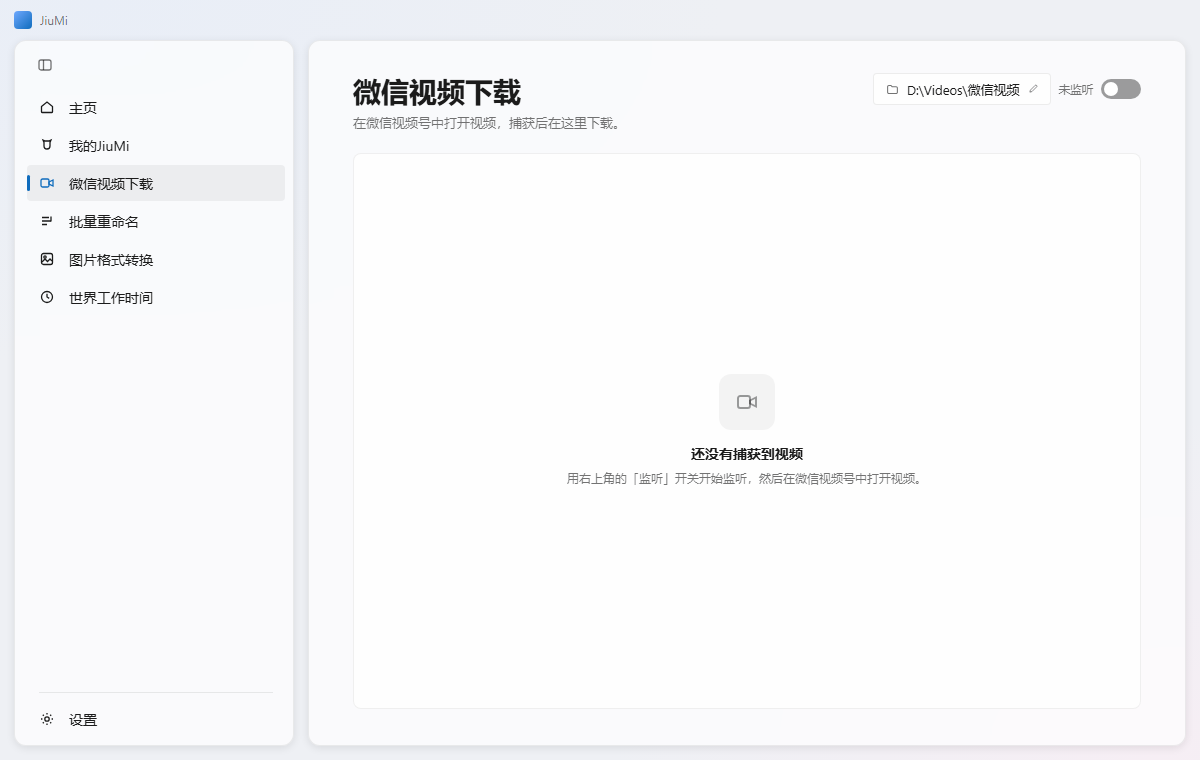 JiuMi
主页
我的JiuMi
微信视频下载
批量重命名
图片格式转换
世界工作时间
设置
微信视频下载
在微信视频号中打开视频，捕获后在这里下载。
D:\Videos\微信视频
未监听
还没有捕获到视频
用右上角的「监听」开关开始监听，然后在微信视频号中打开视频。